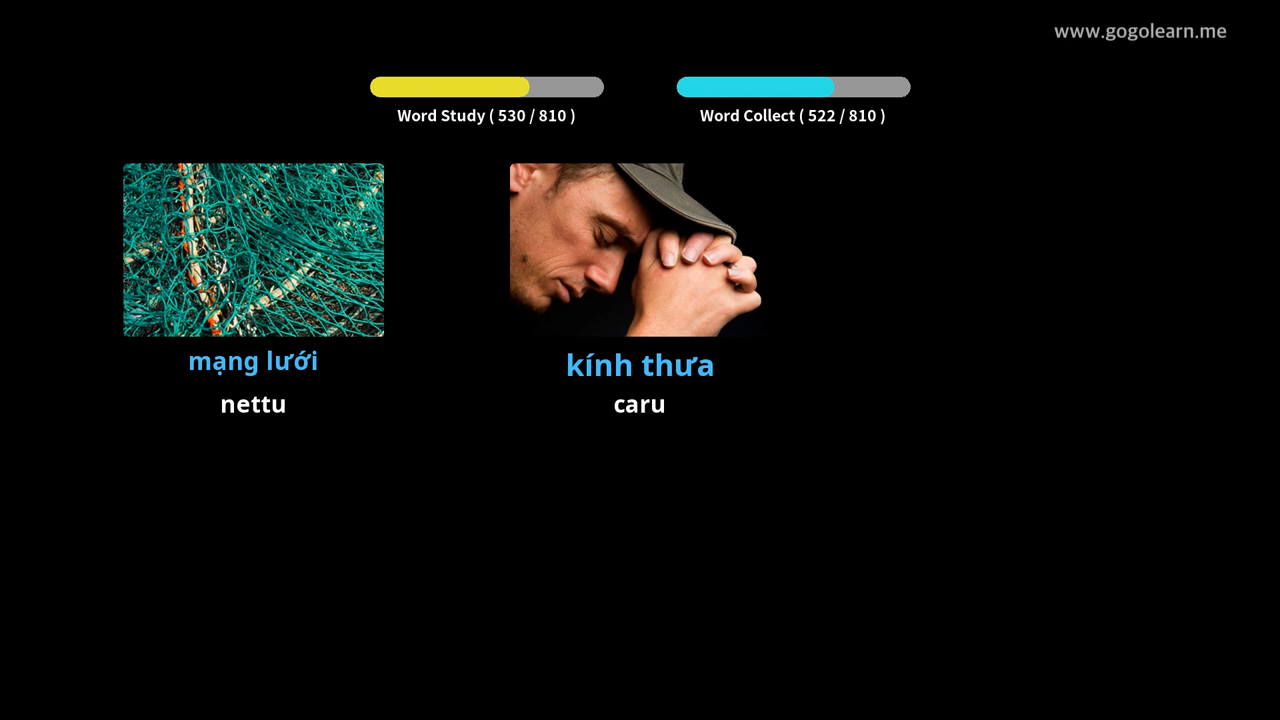 www.gogolearn.me
Word Study ( 530 / 810 )
Word Collect ( 522 / 810 )
mạng lưới
nettu
kính thưa
caru